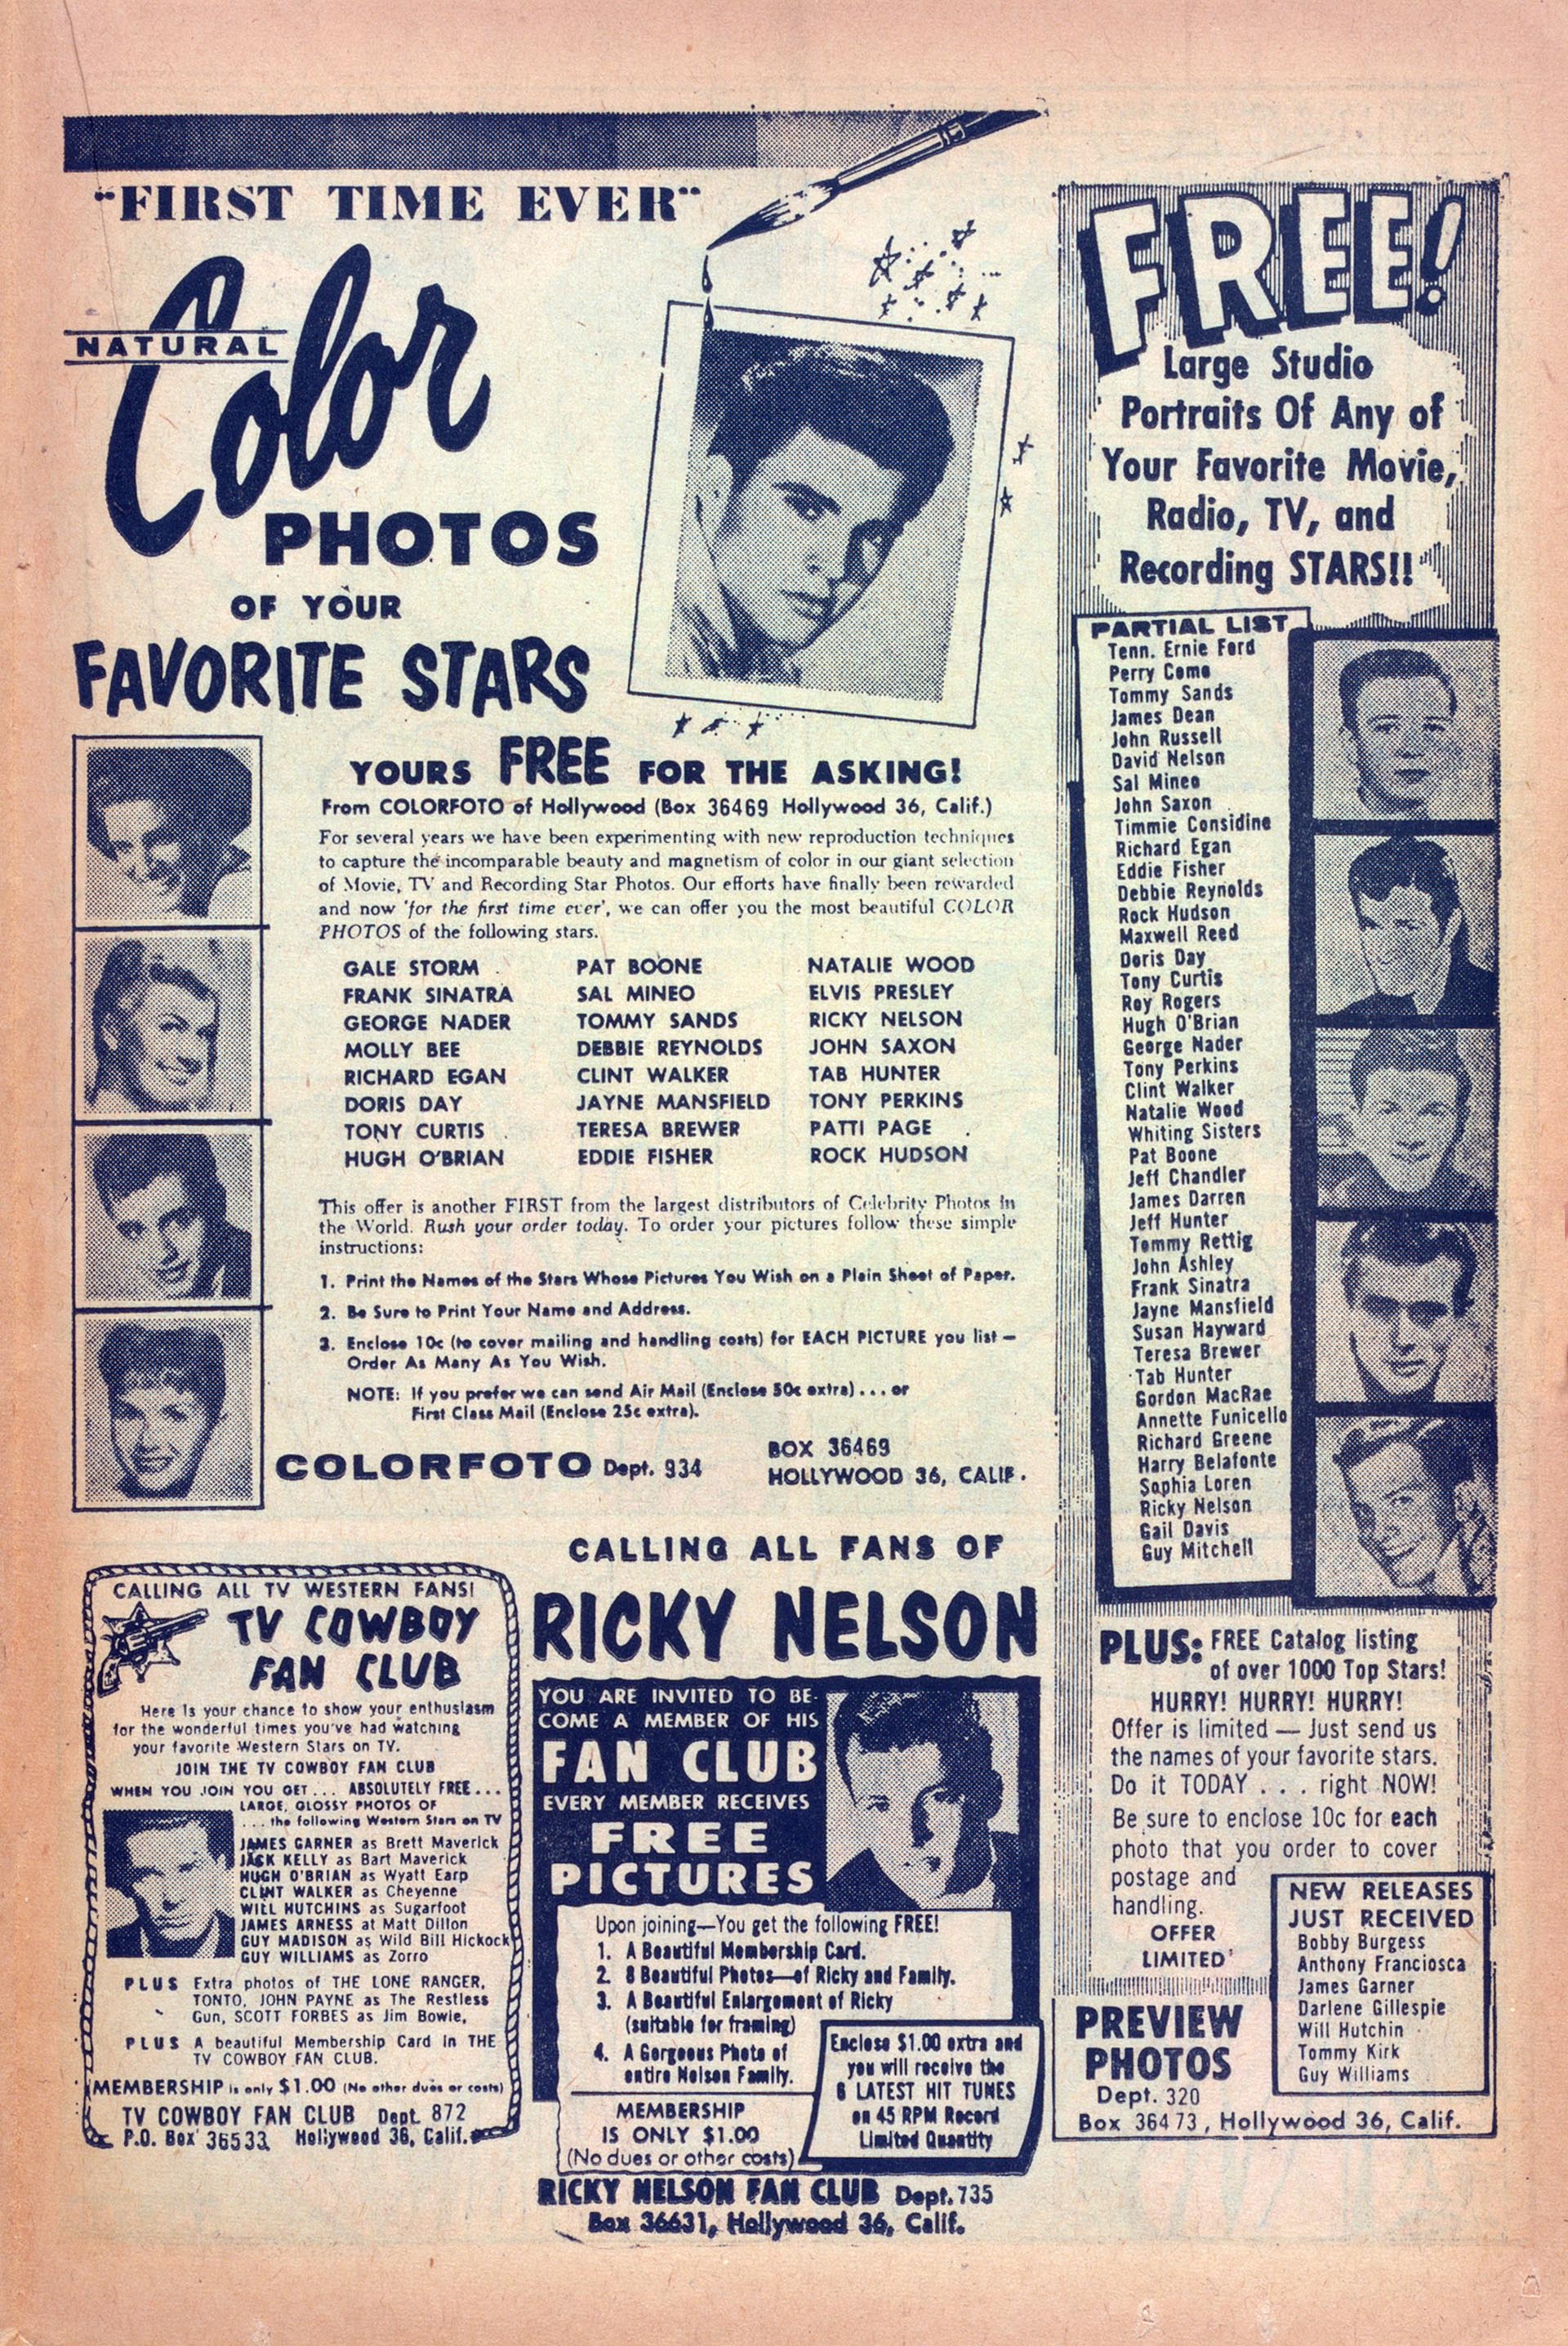 "FIRST TIME EVER"
NATURAL
Color
PHOTOS
OF YOUR
FAVORITE STARS
YOURS FREE FOR THE ASKING!
From COLORFOTO of Hollywood (Box 36469 Hollywood 36, Calif.)
For several years we have been experimenting with new reproduction techniques
to capture the incomparable beauty and magnetism of color in our giant selection
of Movie, TV and Recording Star Photos. Our efforts have finally been rewarded
and now 'for the first time ever', we can offer you the most beautiful COLOR
PHOTOS of the following stars.
GALE STORM
FRANK SINATRA
GEORGE NADER
MOLLY BEE
RICHARD EGAN
DORIS DAY
TONY CURTIS
HUGH O'BRIAN
PAT BOONE
SAL MINEO
TOMMY SANDS
DEBBIE REYNOLDS
CLINT WALKER
JAYNE MANSFIELD
TERESA BREWER
EDDIE FISHER
NATALIE WOOD
ELVIS PRESLEY
RICKY NELSON
JOHN SAXON
TAB HUNTER
TONY PERKINS
PATTI PAGE
ROCK HUDSON
This offer is another FIRST from the largest distributors of Celebrity Photos in
the World. Rush your order today. To order your pictures follow these simple
instructions:
1. Print the Names of the Stars Whose Pictures You Wish on a Plain Sheet of Paper.
2. Be Sure to Print Your Name and Address.
3. Enclose 10c (to cover mailing and handling costs) for EACH PICTURE you list —
Order As Many As You Wish.
NOTE: If you prefer we can send Air Mail (Enclose 50c extra) . . . or
First Class Mail (Enclose 25c extra).
COLORFOTO Dept. 934
BOX 36469
HOLLYWOOD 36, CALIF.
CALLING ALL TV WESTERN FANS!
TV COWBOY
FAN CLUB
Here is your chance to show your enthusiasm
for the wonderful times you've had watching
your favorite Western Stars on TV.
JOIN THE TV COWBOY FAN CLUB
WHEN YOU JOIN YOU GET . . . ABSOLUTELY FREE . . .
LARGE, GLOSSY PHOTOS OF
. . . the following Western Stars on TV
JAMES GARNER as Brett Maverick
JACK KELLY as Bart Maverick
HUGH O'BRIAN as Wyatt Earp
CLINT WALKER as Cheyenne
WILL HUTCHINS as Sugarfoot
JAMES ARNESS at Matt Dillon
GUY MADISON as Wild Bill Hickock
GUY WILLIAMS as Zorro
PLUS Extra photos of THE LONE RANGER,
TONTO, JOHN PAYNE as The Restless
Gun, SCOTT FORBES as Jim Bowie,
PLUS A beautiful Membership Card in THE
TV COWBOY FAN CLUB.
MEMBERSHIP is only $1.00 (No other dues or costs)
TV COWBOY FAN CLUB Dept. 872
P.O. Box 36533 Hollywood 36, Calif.
CALLING ALL FANS OF
RICKY NELSON
YOU ARE INVITED TO BE-
COME A MEMBER OF HIS
FAN CLUB
EVERY MEMBER RECEIVES
FREE
PICTURES
Upon joining—You get the following FREE!
1. A Beautiful Membership Card.
2. 8 Beautiful Photos—of Ricky and Family.
3. A Beautiful Enlargement of Ricky
(suitable for framing)
4. A Gorgeous Photo of
entire Nelson Family.
MEMBERSHIP
IS ONLY $1.00
(No dues or other costs)
Enclose $1.00 extra and
you will receive the
6 LATEST HIT TUNES
on 45 RPM Record
Limited Quantity
RICKY NELSON FAN CLUB Dept. 735
Box 36631, Hollywood 36, Calif.
FREE!
Large Studio
Portraits Of Any of
Your Favorite Movie,
Radio, TV, and
Recording STARS!!
PARTIAL LIST
Tenn. Ernie Ford
Perry Como
Tommy Sands
James Dean
John Russell
David Nelson
Sal Mineo
John Saxon
Timmie Considine
Richard Egan
Eddie Fisher
Debbie Reynolds
Rock Hudson
Maxwell Reed
Doris Day
Tony Curtis
Roy Rogers
Hugh O'Brian
George Nader
Tony Perkins
Clint Walker
Natalie Wood
Whiting Sisters
Pat Boone
Jeff Chandler
James Darren
Jeff Hunter
Tommy Rettig
John Ashley
Frank Sinatra
Jayne Mansfield
Susan Hayward
Teresa Brewer
Tab Hunter
Gordon MacRae
Annette Funicello
Richard Greene
Harry Belafonte
Sophia Loren
Ricky Nelson
Gail Davis
Guy Mitchell
PLUS: FREE Catalog listing
of over 1000 Top Stars!
HURRY! HURRY! HURRY!
Offer is limited — Just send us
the names of your favorite stars.
Do it TODAY . . . right NOW!
Be sure to enclose 10c for each
photo that you order to cover
postage and
handling.
OFFER
LIMITED
NEW RELEASES
JUST RECEIVED
Bobby Burgess
Anthony Franciosca
James Garner
Darlene Gillespie
Will Hutchin
Tommy Kirk
Guy Williams
PREVIEW
PHOTOS
Dept. 320
Box 36473, Hollywood 36, Calif.